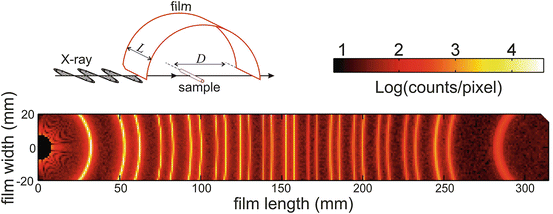 film
X-ray
L
D
sample
1 2 3 4
Log(counts/pixel)
film width (mm)
20
0
-20
0 50 100 150 200 250 300
film length (mm)